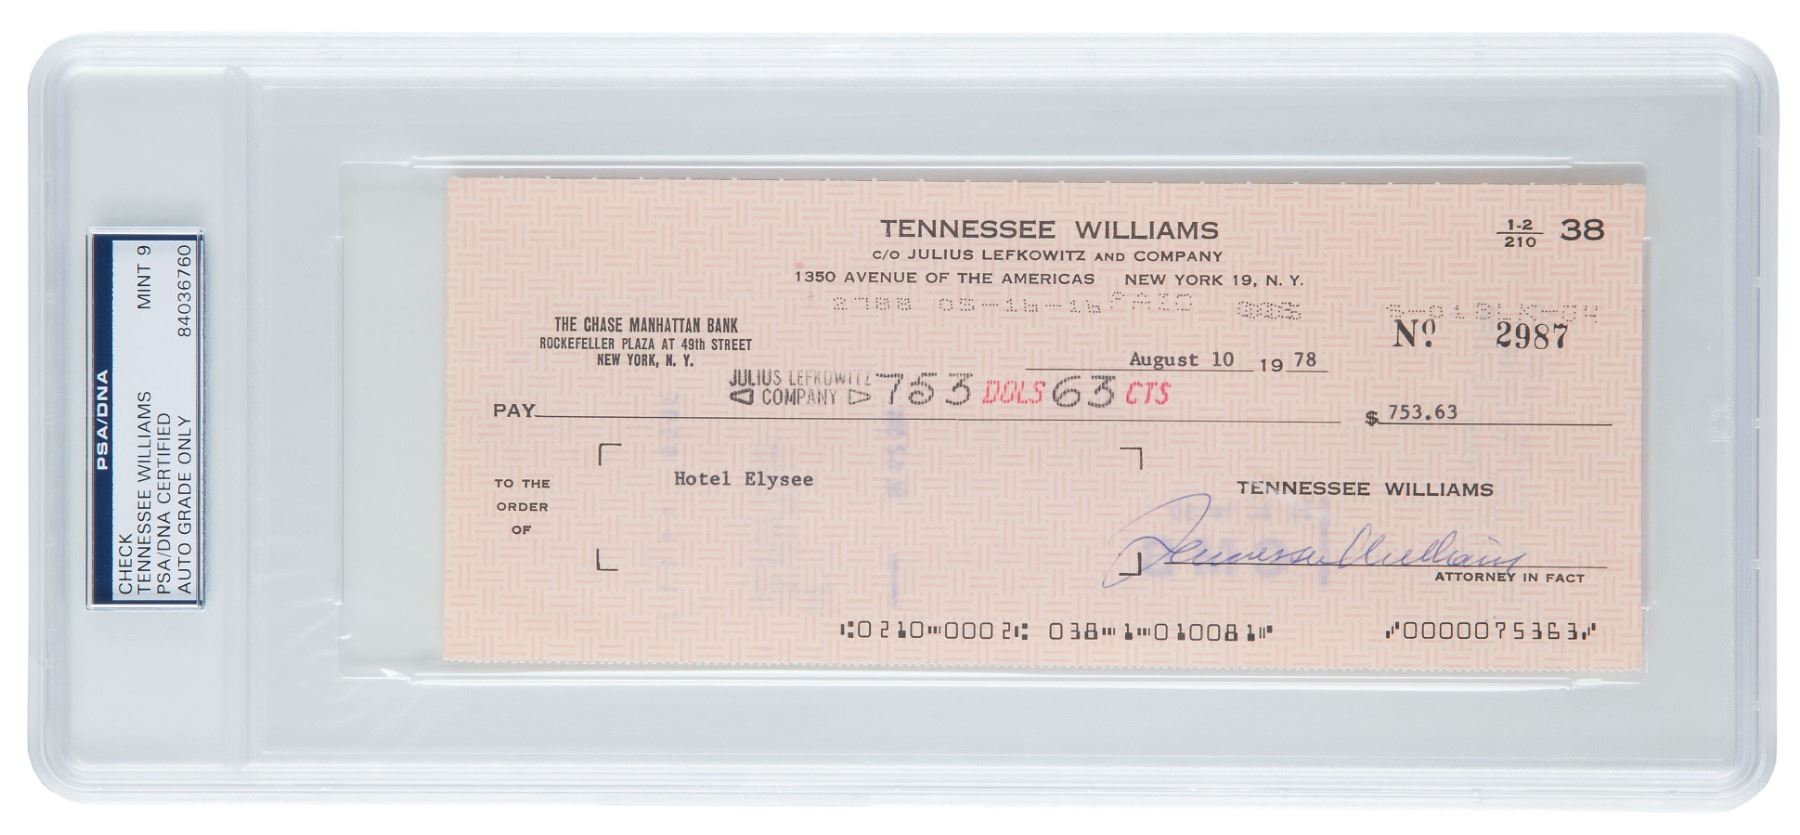 PSA/DNA
CHECK MINT 9
TENNESSEE WILLIAMS
PSA/DNA CERTIFIED
AUTO GRADE ONLY 84036760
TENNESSEE WILLIAMS
C/O JULIUS LEFKOWITZ AND COMPANY
1350 AVENUE OF THE AMERICAS NEW YORK 19, N. Y.
1-2
210
38
PAID
THE CHASE MANHATTAN BANK
ROCKEFELLER PLAZA AT 49th STREET
NEW YORK, N. Y.
Nº 2987
August 10 19 78
JULIUS LEFKOWITZ
COMPANY
753 DOLS 63 CTS
PAY
$ 753.63
TO THE
ORDER
OF
Hotel Elysee
TENNESSEE WILLIAMS
Tennessee Williams
ATTORNEY IN FACT
⑆0210⑉0002⑆ 038⑉1⑉010081⑈ ⑈0000075363⑈